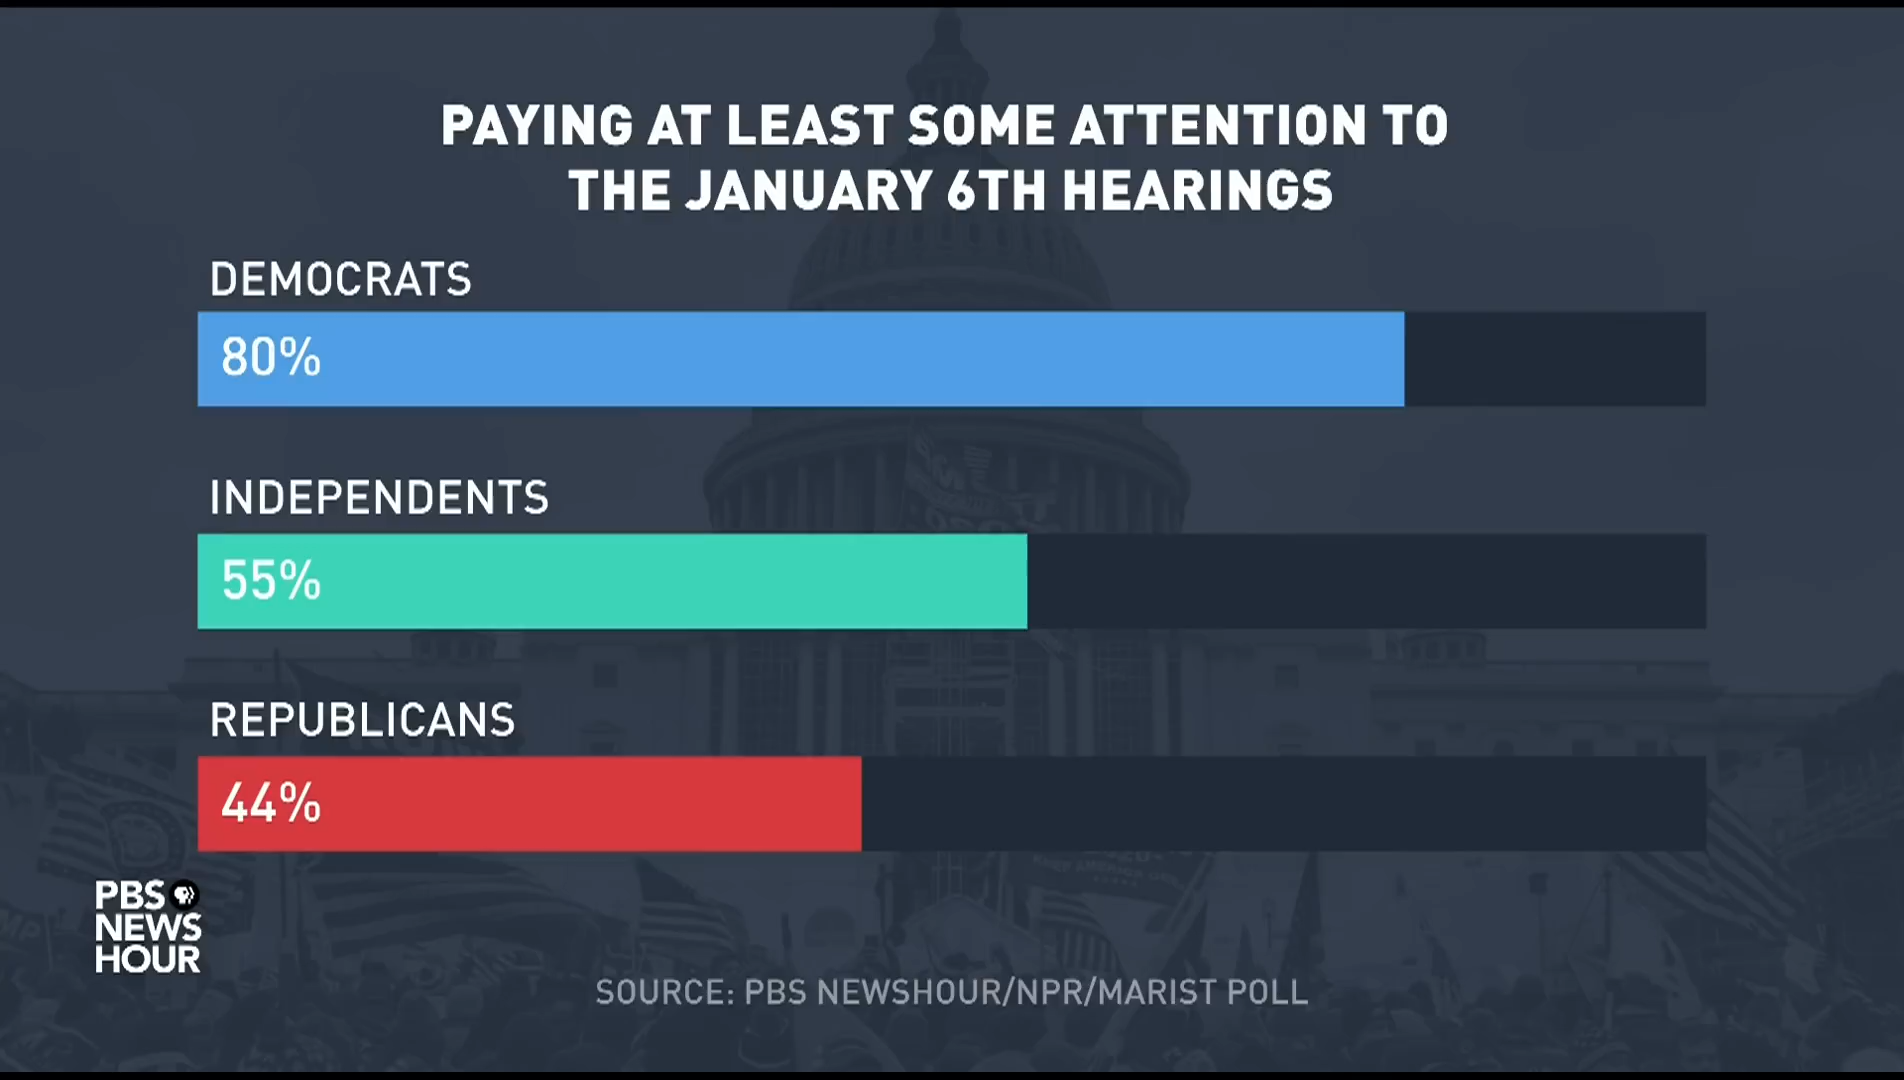 PAYING AT LEAST SOME ATTENTION TO
THE JANUARY 6TH HEARINGS
DEMOCRATS
80%
INDEPENDENTS
55%
REPUBLICANS
44%
PBS
NEWS
HOUR
SOURCE: PBS NEWSHOUR/NPR/MARIST POLL